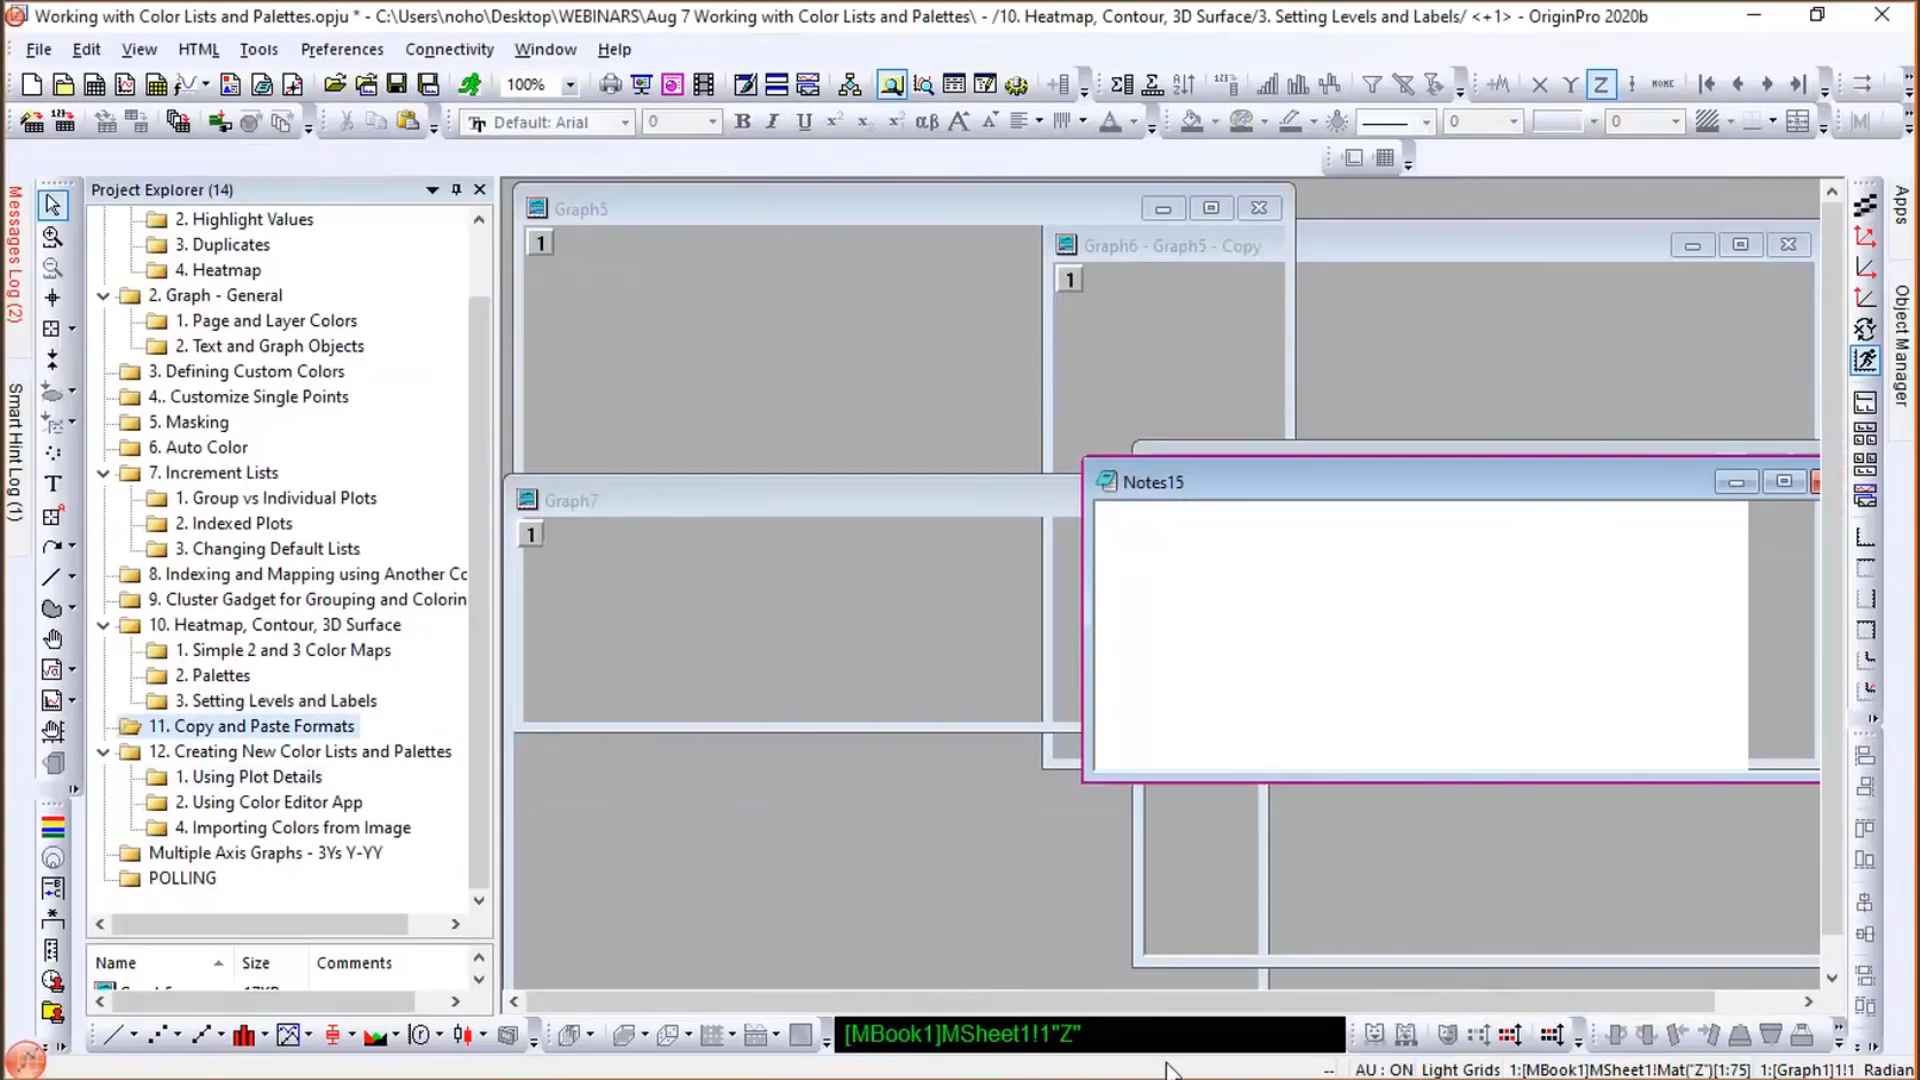 Working with Color Lists and Palettes.opju * - C:\Users\noho\Desktop\WEBINARS\Aug 7 Working with Color Lists and Palettes\ - /10. Heatmap, Contour, 3D Surface/3. Setting Levels and Labels/ <+1> - OriginPro 2020b
File Edit View HTML Tools Preferences Connectivity Window Help
100%
HOME
Default: Arial
0
B I U
αβ
0
0
Messages Log (2)
Smart Hint Log (1)
Project Explorer (14)
2. Highlight Values
3. Duplicates
4. Heatmap
2. Graph - General
1. Page and Layer Colors
2. Text and Graph Objects
3. Defining Custom Colors
4.. Customize Single Points
5. Masking
6. Auto Color
7. Increment Lists
1. Group vs Individual Plots
2. Indexed Plots
3. Changing Default Lists
8. Indexing and Mapping using Another Co
9. Cluster Gadget for Grouping and Colorin
10. Heatmap, Contour, 3D Surface
1. Simple 2 and 3 Color Maps
2. Palettes
3. Setting Levels and Labels
11. Copy and Paste Formats
12. Creating New Color Lists and Palettes
1. Using Plot Details
2. Using Color Editor App
4. Importing Colors from Image
Multiple Axis Graphs - 3Ys Y-YY
POLLING
Name Size Comments
Graph5
1
Graph6 - Graph5 - Copy
1
Graph7
1
Notes15
Apps
Object Manager
[MBook1]MSheet1!1"Z"
-- AU : ON Light Grids 1:[MBook1]MSheet1!Mat("Z")[1:75] 1:[Graph1]1!1 Radian